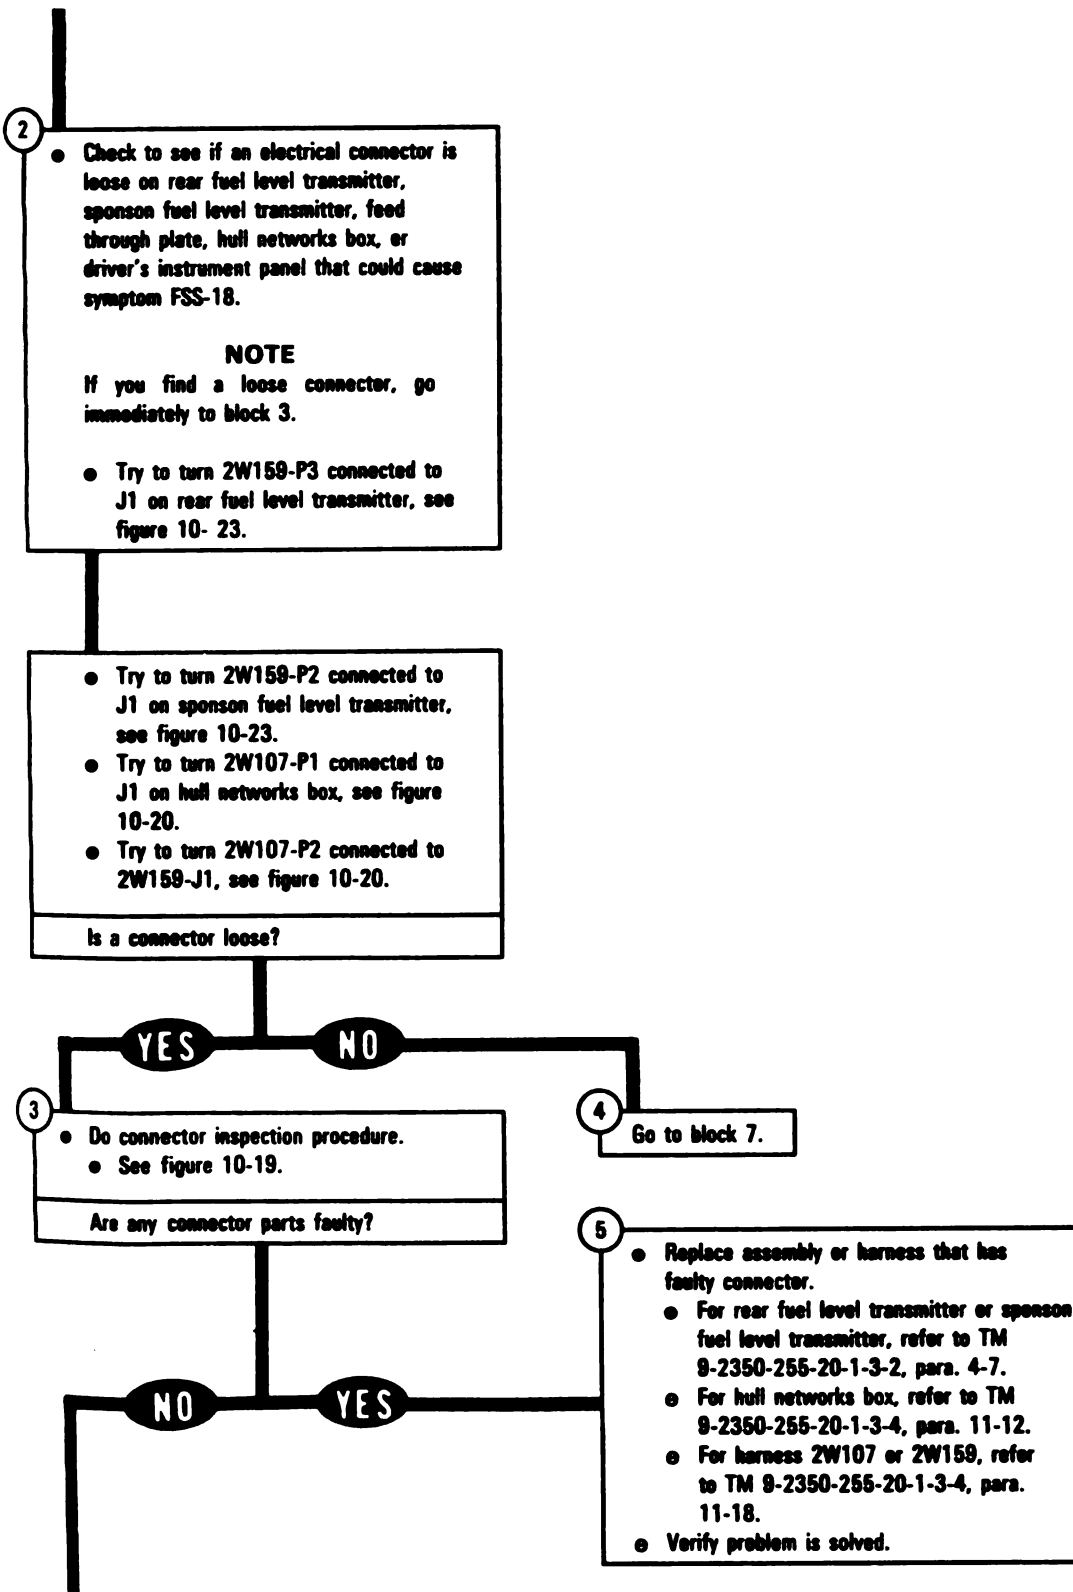 2
● Check to see if an electrical connector is
loose on rear fuel level transmitter,
sponson fuel level transmitter, feed
through plate, hull networks box, or
driver's instrument panel that could cause
symptom FSS-18.
NOTE
If you find a loose connector, go
immediately to block 3.
● Try to turn 2W159-P3 connected to
J1 on rear fuel level transmitter, see
figure 10- 23.
● Try to turn 2W159-P2 connected to
J1 on sponson fuel level transmitter,
see figure 10-23.
● Try to turn 2W107-P1 connected to
J1 on hull networks box, see figure
10-20.
● Try to turn 2W107-P2 connected to
2W159-J1, see figure 10-20.
Is a connector loose?
YES
NO
3
● Do connector inspection procedure.
● See figure 10-19.
Are any connector parts faulty?
4
Go to block 7.
NO
YES
5
● Replace assembly or harness that has
faulty connector.
● For rear fuel level transmitter or sponson
fuel level transmitter, refer to TM
9-2350-255-20-1-3-2, para. 4-7.
● For hull networks box, refer to TM
9-2350-255-20-1-3-4, para. 11-12.
● For harness 2W107 or 2W159, refer
to TM 9-2350-255-20-1-3-4, para.
11-18.
● Verify problem is solved.